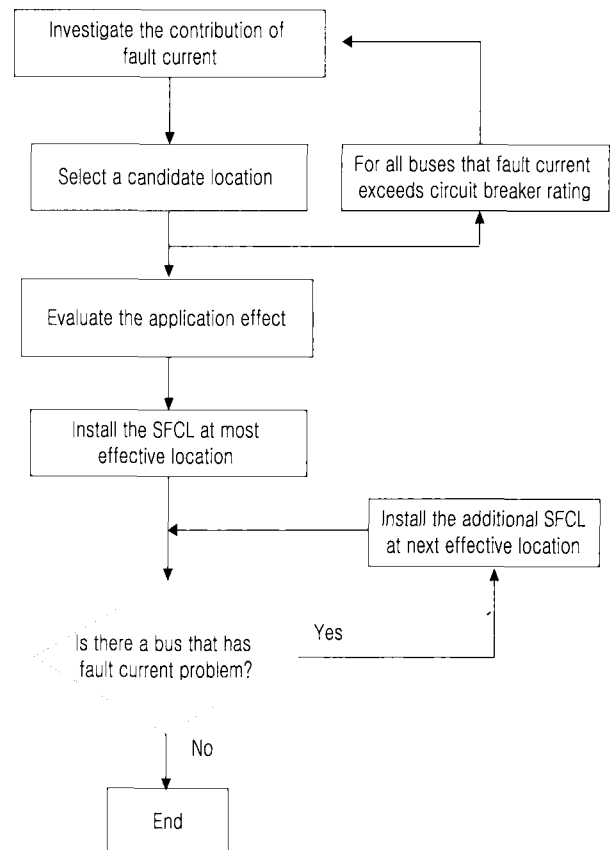 Investigate the contribution of
fault current
Select a candidate location
For all buses that fault current
exceeds circuit breaker rating
Evaluate the application effect
Install the SFCL at most
effective location
Install the additional SFCL
at next effective location
Is there a bus that has
fault current problem?
Yes
No
End